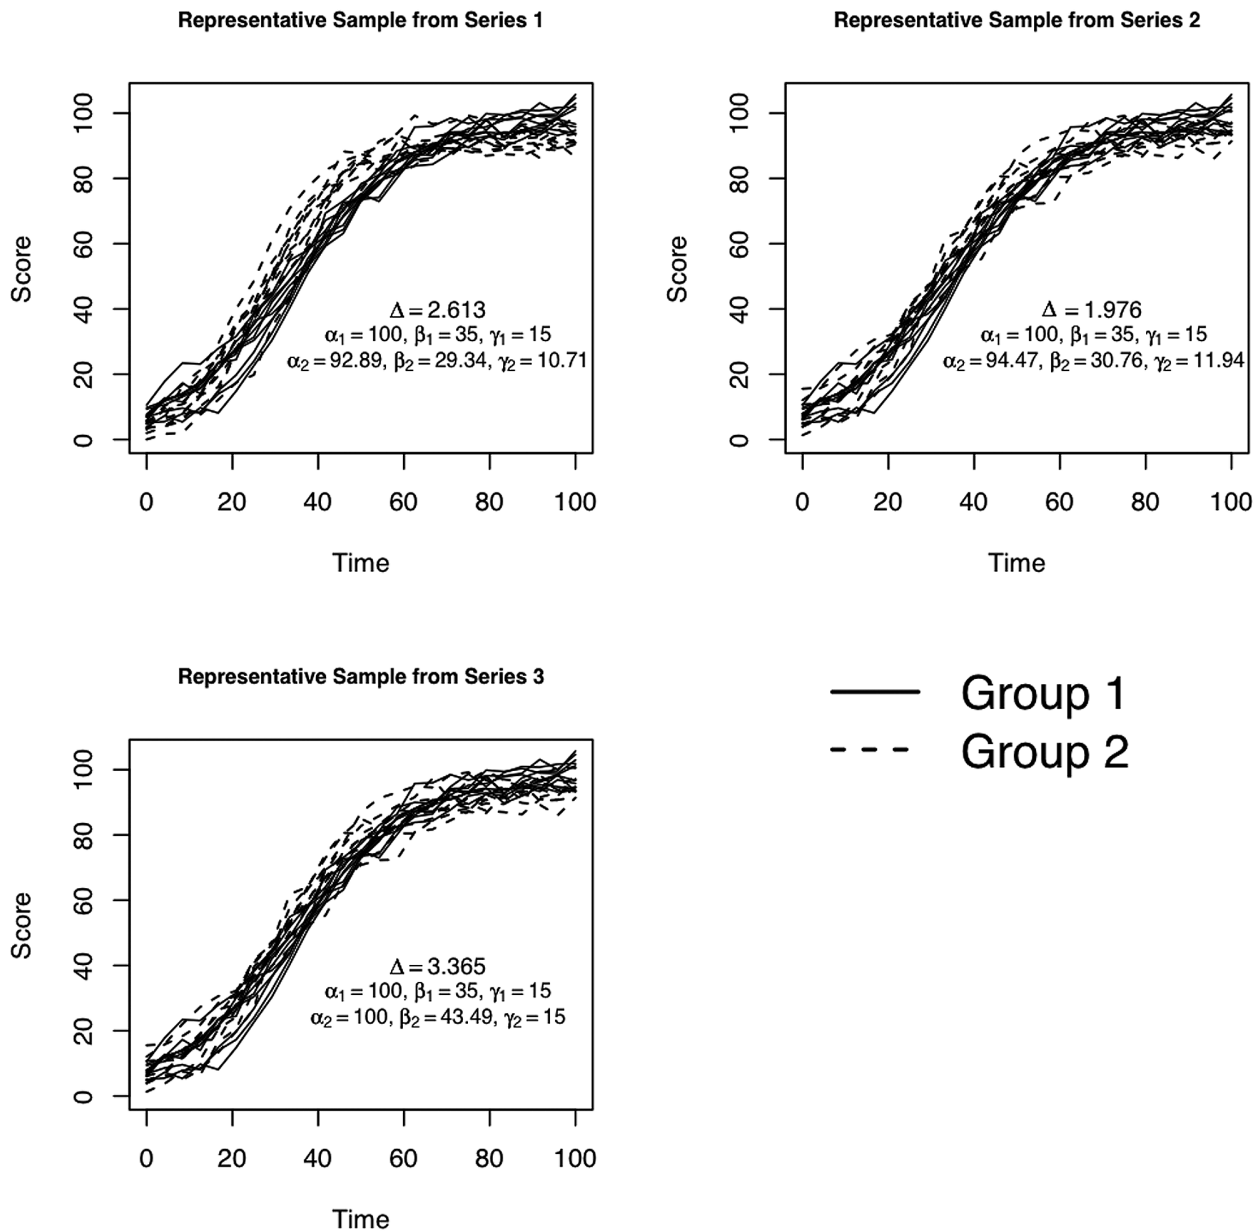 Representative Sample from Series 1
Score
100
80
60
40
20
0
Δ = 2.613
α₁ = 100, β₁ = 35, γ₁ = 15
α₂ = 92.89, β₂ = 29.34, γ₂ = 10.71
0 20 40 60 80 100
Time
Representative Sample from Series 2
Score
100
80
60
40
20
0
Δ = 1.976
α₁ = 100, β₁ = 35, γ₁ = 15
α₂ = 94.47, β₂ = 30.76, γ₂ = 11.94
0 20 40 60 80 100
Time
Representative Sample from Series 3
Score
100
80
60
40
20
0
Δ = 3.365
α₁ = 100, β₁ = 35, γ₁ = 15
α₂ = 100, β₂ = 43.49, γ₂ = 15
0 20 40 60 80 100
Time
Group 1
Group 2